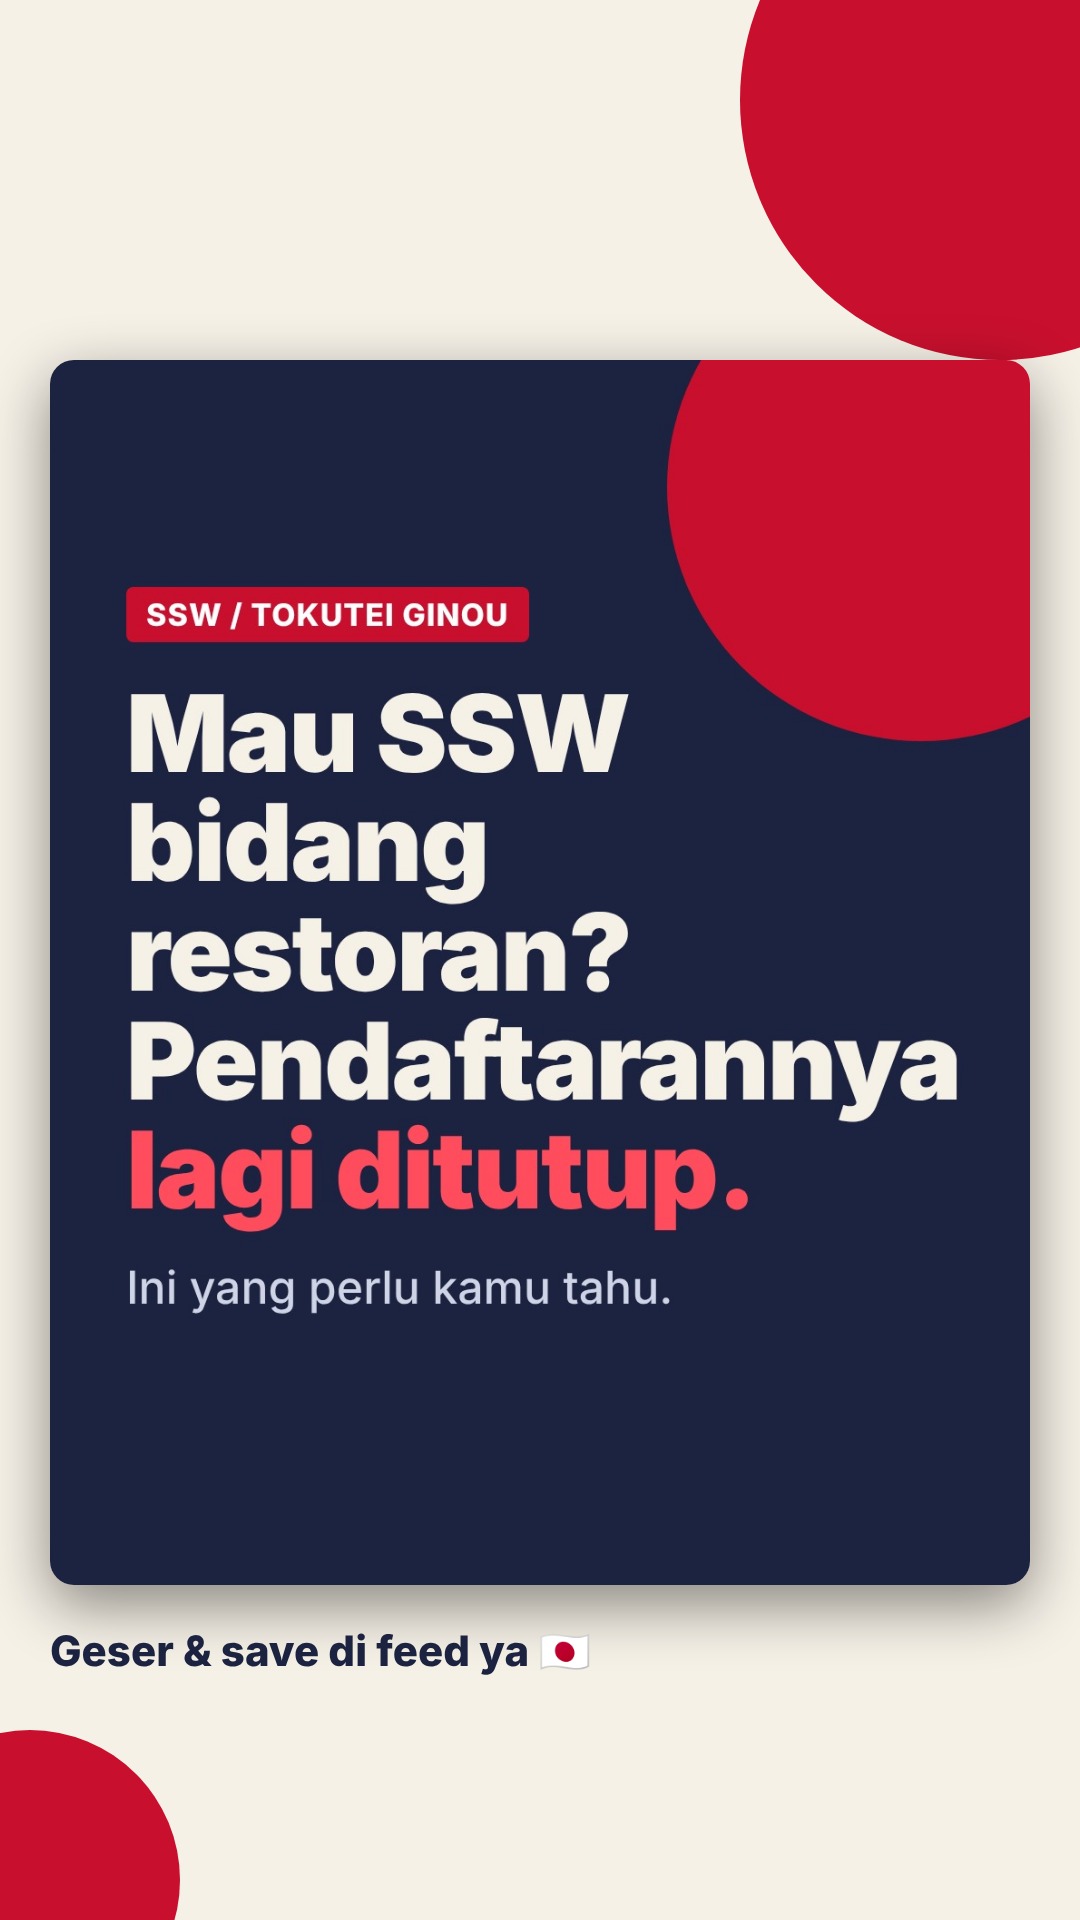 SSW / TOKUTEI GINOU
Mau SSW
bidang
restoran?
Pendaftarannya
lagi ditutup.
Ini yang perlu kamu tahu.
Geser & save di feed ya 🇯🇵